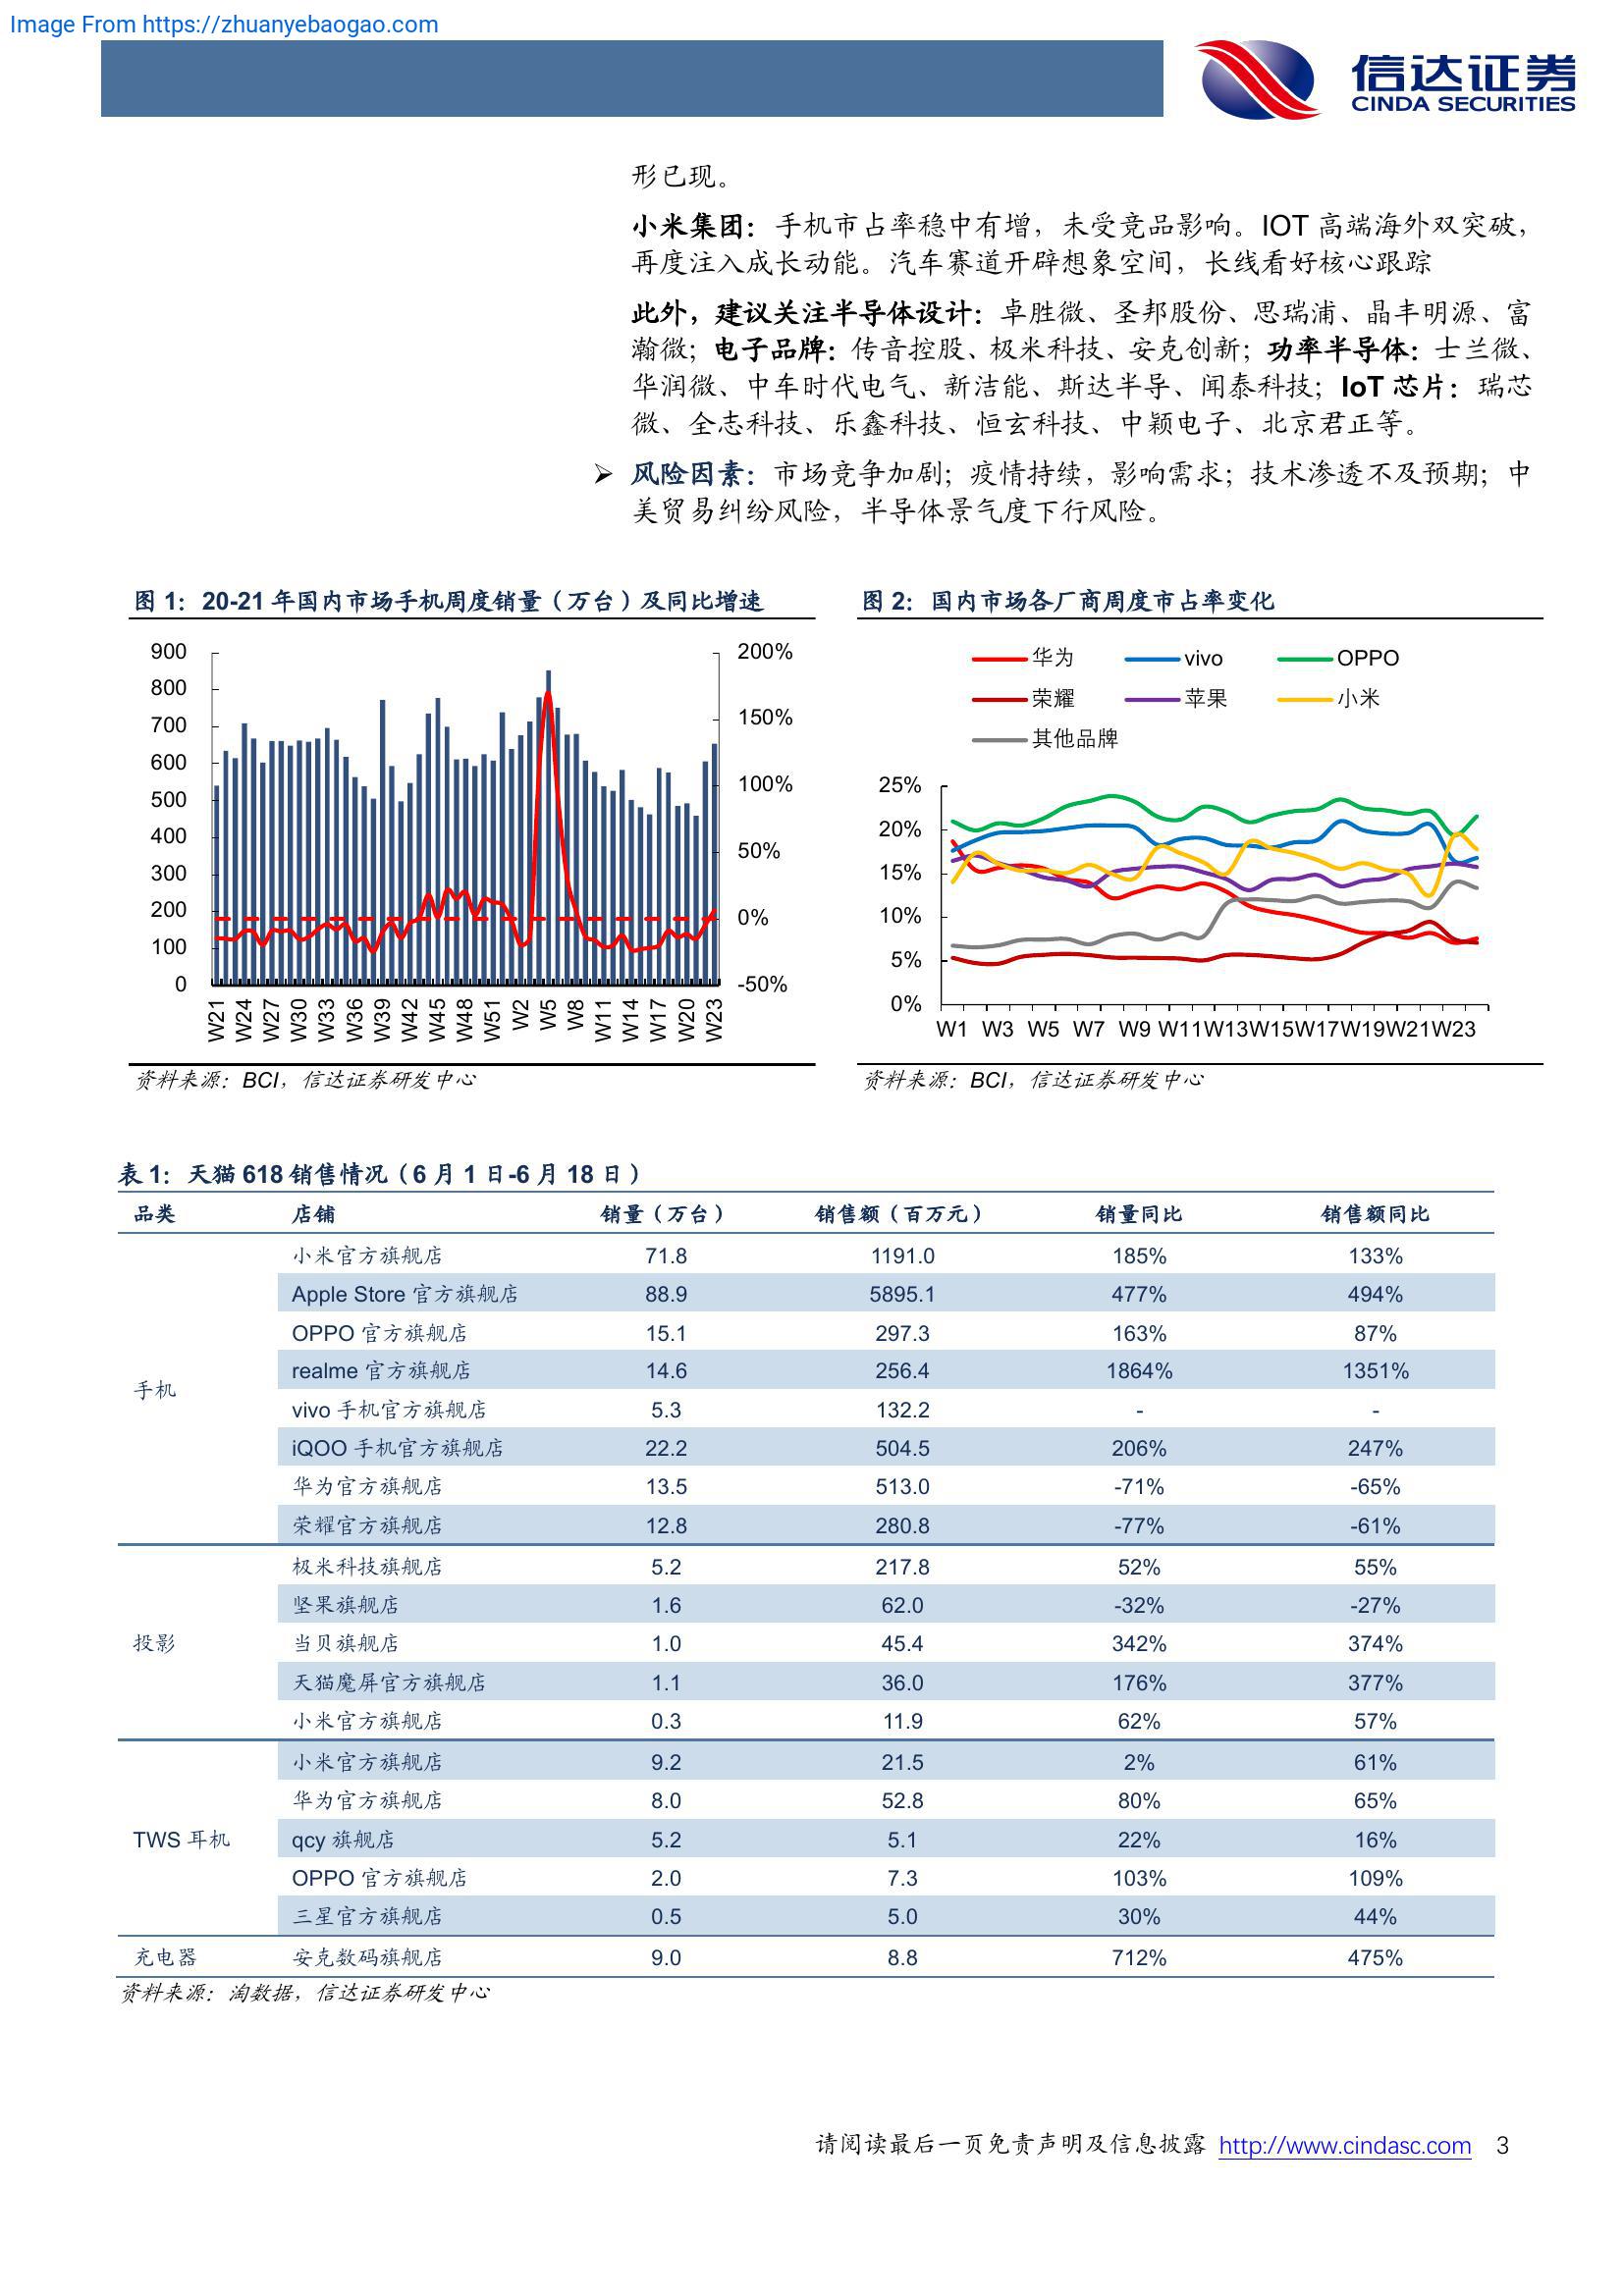 Image From https://zhuanyebaogao.com
信达证券
CINDA SECURITIES
形已现。
小米集团：手机市占率稳中有增，未受竞品影响。IOT 高端海外双突破，
再度注入成长动能。汽车赛道开辟想象空间，长线看好核心跟踪
此外，建议关注半导体设计：卓胜微、圣邦股份、思瑞浦、晶丰明源、富
瀚微；电子品牌：传音控股、极米科技、安克创新；功率半导体：士兰微、
华润微、中车时代电气、新洁能、斯达半导、闻泰科技；IoT 芯片：瑞芯
微、全志科技、乐鑫科技、恒玄科技、中颖电子、北京君正等。
➢ 风险因素：市场竞争加剧；疫情持续，影响需求；技术渗透不及预期；中
美贸易纠纷风险，半导体景气度下行风险。
图 1：20-21 年国内市场手机周度销量（万台）及同比增速
900 200%
800
700 150%
600 100%
500
400 50%
300
200 0%
100
0 -50%
W21 W24 W27 W30 W33 W36 W39 W42 W45 W48 W51 W2 W5 W8 W11 W14 W17 W20 W23
资料来源：BCI，信达证券研发中心
图 2：国内市场各厂商周度市占率变化
华为 vivo OPPO
荣耀 苹果 小米
其他品牌
25%
20%
15%
10%
5%
0%
W1 W3 W5 W7 W9 W11 W13 W15 W17 W19 W21 W23
资料来源：BCI，信达证券研发中心
表 1：天猫 618 销售情况（6 月 1 日-6 月 18 日）
品类 店铺 销量（万台） 销售额（百万元） 销量同比 销售额同比
手机
小米官方旗舰店 71.8 1191.0 185% 133%
Apple Store 官方旗舰店 88.9 5895.1 477% 494%
OPPO 官方旗舰店 15.1 297.3 163% 87%
realme 官方旗舰店 14.6 256.4 1864% 1351%
vivo 手机官方旗舰店 5.3 132.2 - -
iQOO 手机官方旗舰店 22.2 504.5 206% 247%
华为官方旗舰店 13.5 513.0 -71% -65%
荣耀官方旗舰店 12.8 280.8 -77% -61%
投影
极米科技旗舰店 5.2 217.8 52% 55%
坚果旗舰店 1.6 62.0 -32% -27%
当贝旗舰店 1.0 45.4 342% 374%
天猫魔屏官方旗舰店 1.1 36.0 176% 377%
小米官方旗舰店 0.3 11.9 62% 57%
TWS 耳机
小米官方旗舰店 9.2 21.5 2% 61%
华为官方旗舰店 8.0 52.8 80% 65%
qcy 旗舰店 5.2 5.1 22% 16%
OPPO 官方旗舰店 2.0 7.3 103% 109%
三星官方旗舰店 0.5 5.0 30% 44%
充电器 安克数码旗舰店 9.0 8.8 712% 475%
资料来源：淘数据，信达证券研发中心
请阅读最后一页免责声明及信息披露 http://www.cindasc.com 3